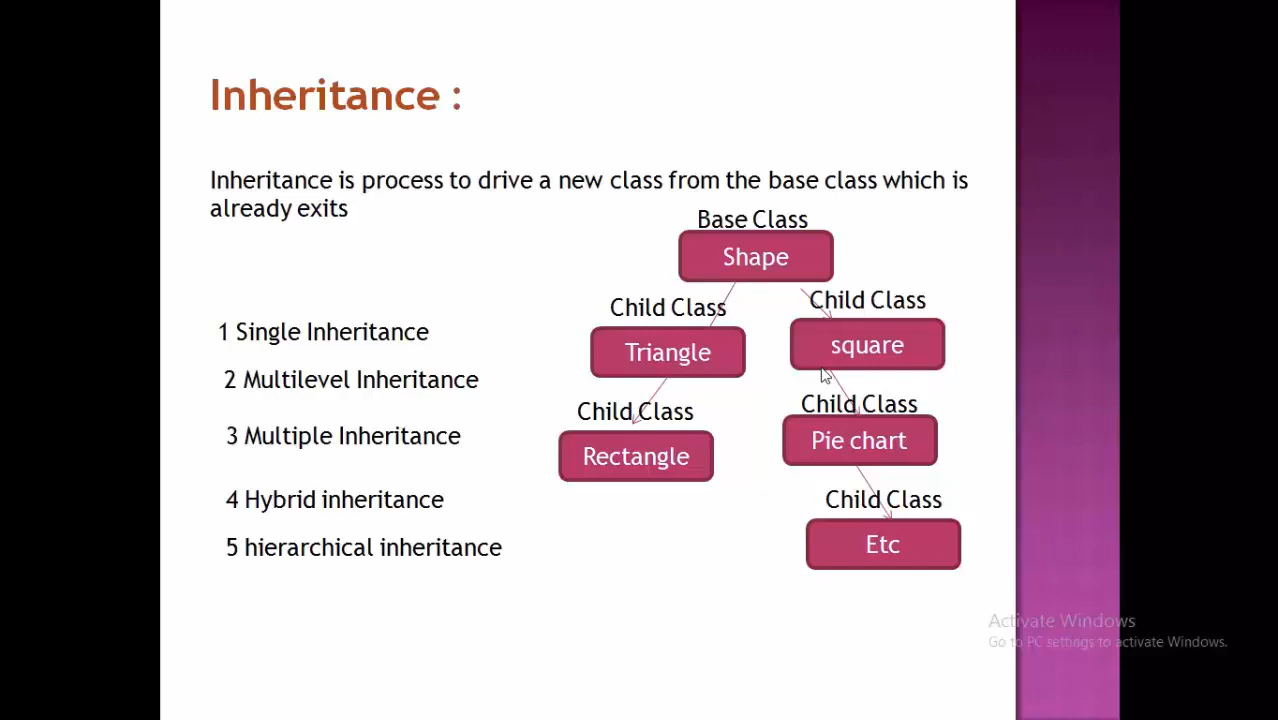 Inheritance :
Inheritance is process to drive a new class from the base class which is
already exits
Base Class
Shape
Child Class
Child Class
Triangle
square
Child Class
Child Class
Rectangle
Pie chart
Child Class
Etc
1 Single Inheritance
2 Multilevel Inheritance
3 Multiple Inheritance
4 Hybrid inheritance
5 hierarchical inheritance
Activate Windows
Go to PC settings to activate Windows.